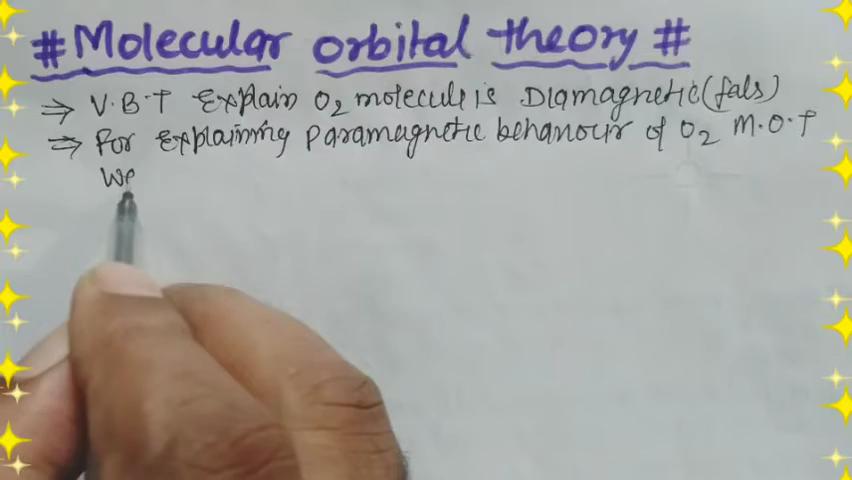 # Molecular orbital theory #
⇒ V.B.T Explain O₂ molecule is Diamagnetic (fals)
⇒ For Explaining Paramagnetic behaviour of O₂ M.O.T
We